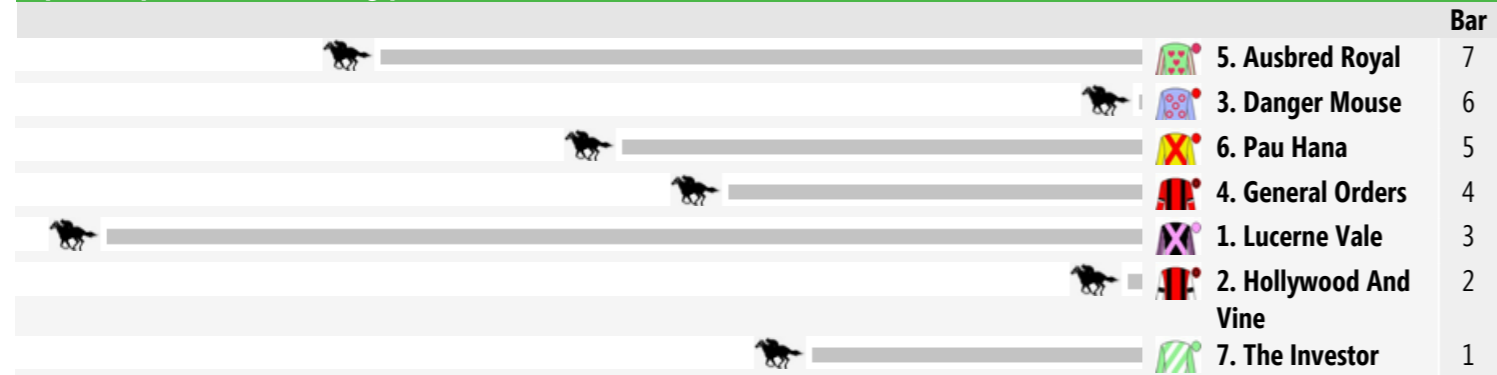 Bar
5. Ausbred Royal 7
3. Danger Mouse 6
6. Pau Hana 5
4. General Orders 4
1. Lucerne Vale 3
2. Hollywood And 2
Vine
7. The Investor 1